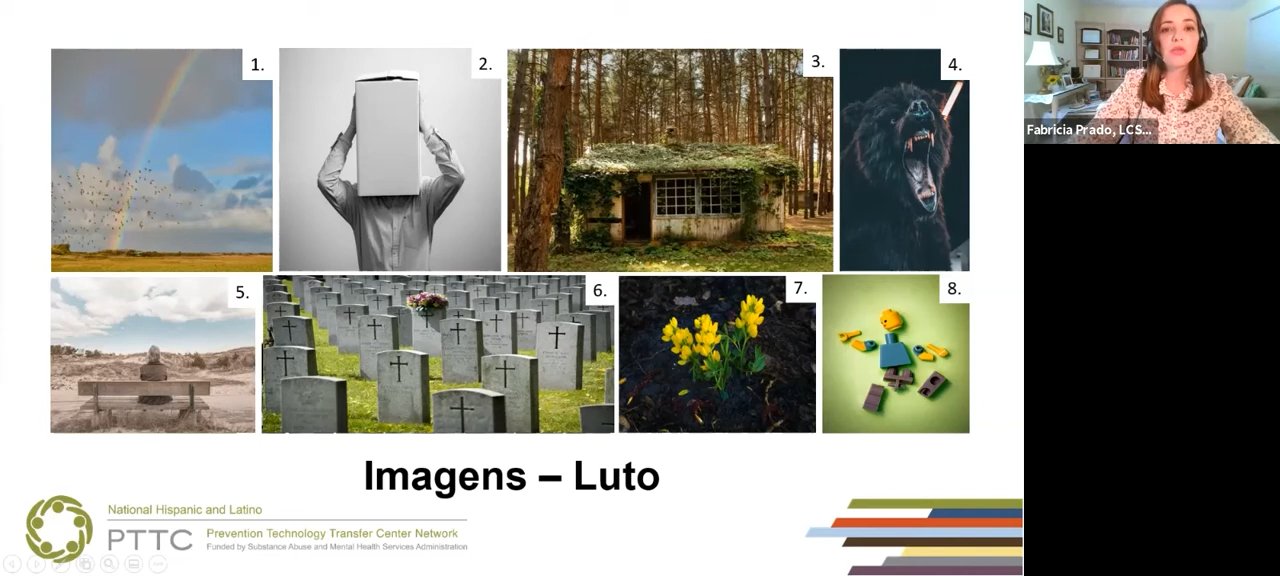 1.
2.
3.
4.
Fabricia Prado, LCS...
5.
6.
7.
8.
Imagens – Luto
National Hispanic and Latino
PTTC
Prevention Technology Transfer Center Network
Funded by Substance Abuse and Mental Health Services Administration